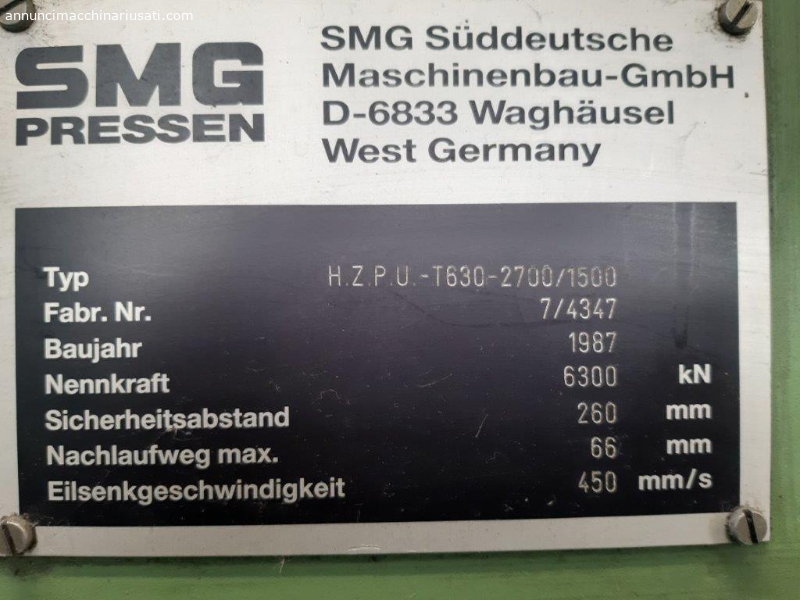 annuncimacchinariusati.com
SMG
PRESSEN
SMG Süddeutsche
Maschinenbau-GmbH
D-6833 Waghäusel
West Germany
Typ H.Z.P.U.-T630-2700/1500
Fabr. Nr. 7/4347
Baujahr 1987
Nennkraft 6300 kN
Sicherheitsabstand 260 mm
Nachlaufweg max. 66 mm
Eilsenkgeschwindigkeit 450 mm/s